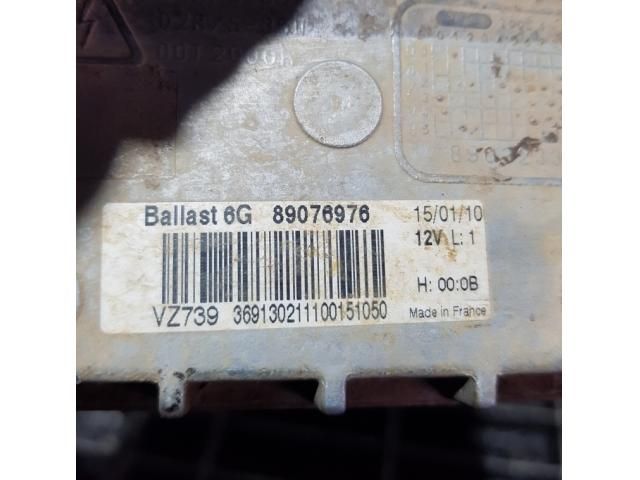 Ballast 6G 89076976 15/01/10
12V L: 1
H: 00:0B
VZ739 369130211100151050 Made in France